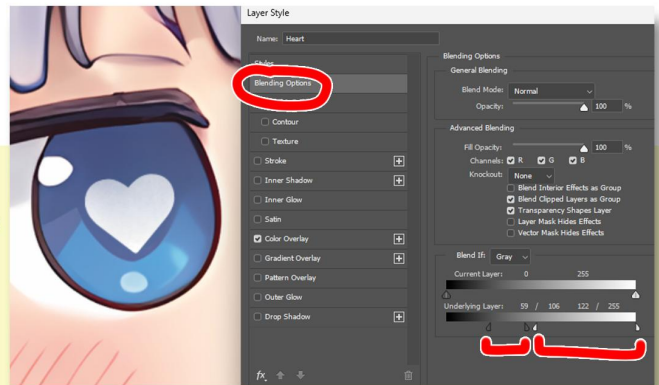 Layer Style
Name: Heart
Styles
Blending Options
Contour
Texture
Stroke
Inner Shadow
Inner Glow
Satin
Color Overlay
Gradient Overlay
Pattern Overlay
Outer Glow
Drop Shadow
fx
Blending Options
General Blending
Blend Mode: Normal
Opacity: 100 %
Advanced Blending
Fill Opacity: 100 %
Channels: R G B
Knockout: None
Blend Interior Effects as Group
Blend Clipped Layers as Group
Transparency Shapes Layer
Layer Mask Hides Effects
Vector Mask Hides Effects
Blend If: Gray
Current Layer: 0 255
Underlying Layer: 59 / 106 122 / 255